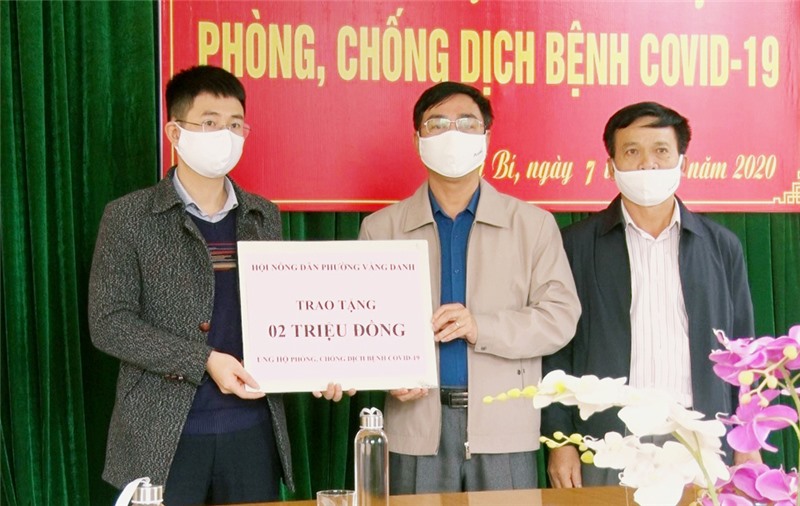 PHÒNG, CHỐNG DỊCH BỆNH COVID-19
Bí, ngày 7 năm 2020
HỘI NÔNG DÂN PHƯỜNG VÀNG DANH
TRAO TẶNG
02 TRIỆU ĐỒNG
ỦNG HỘ PHÒNG, CHỐNG DỊCH BỆNH COVID-19